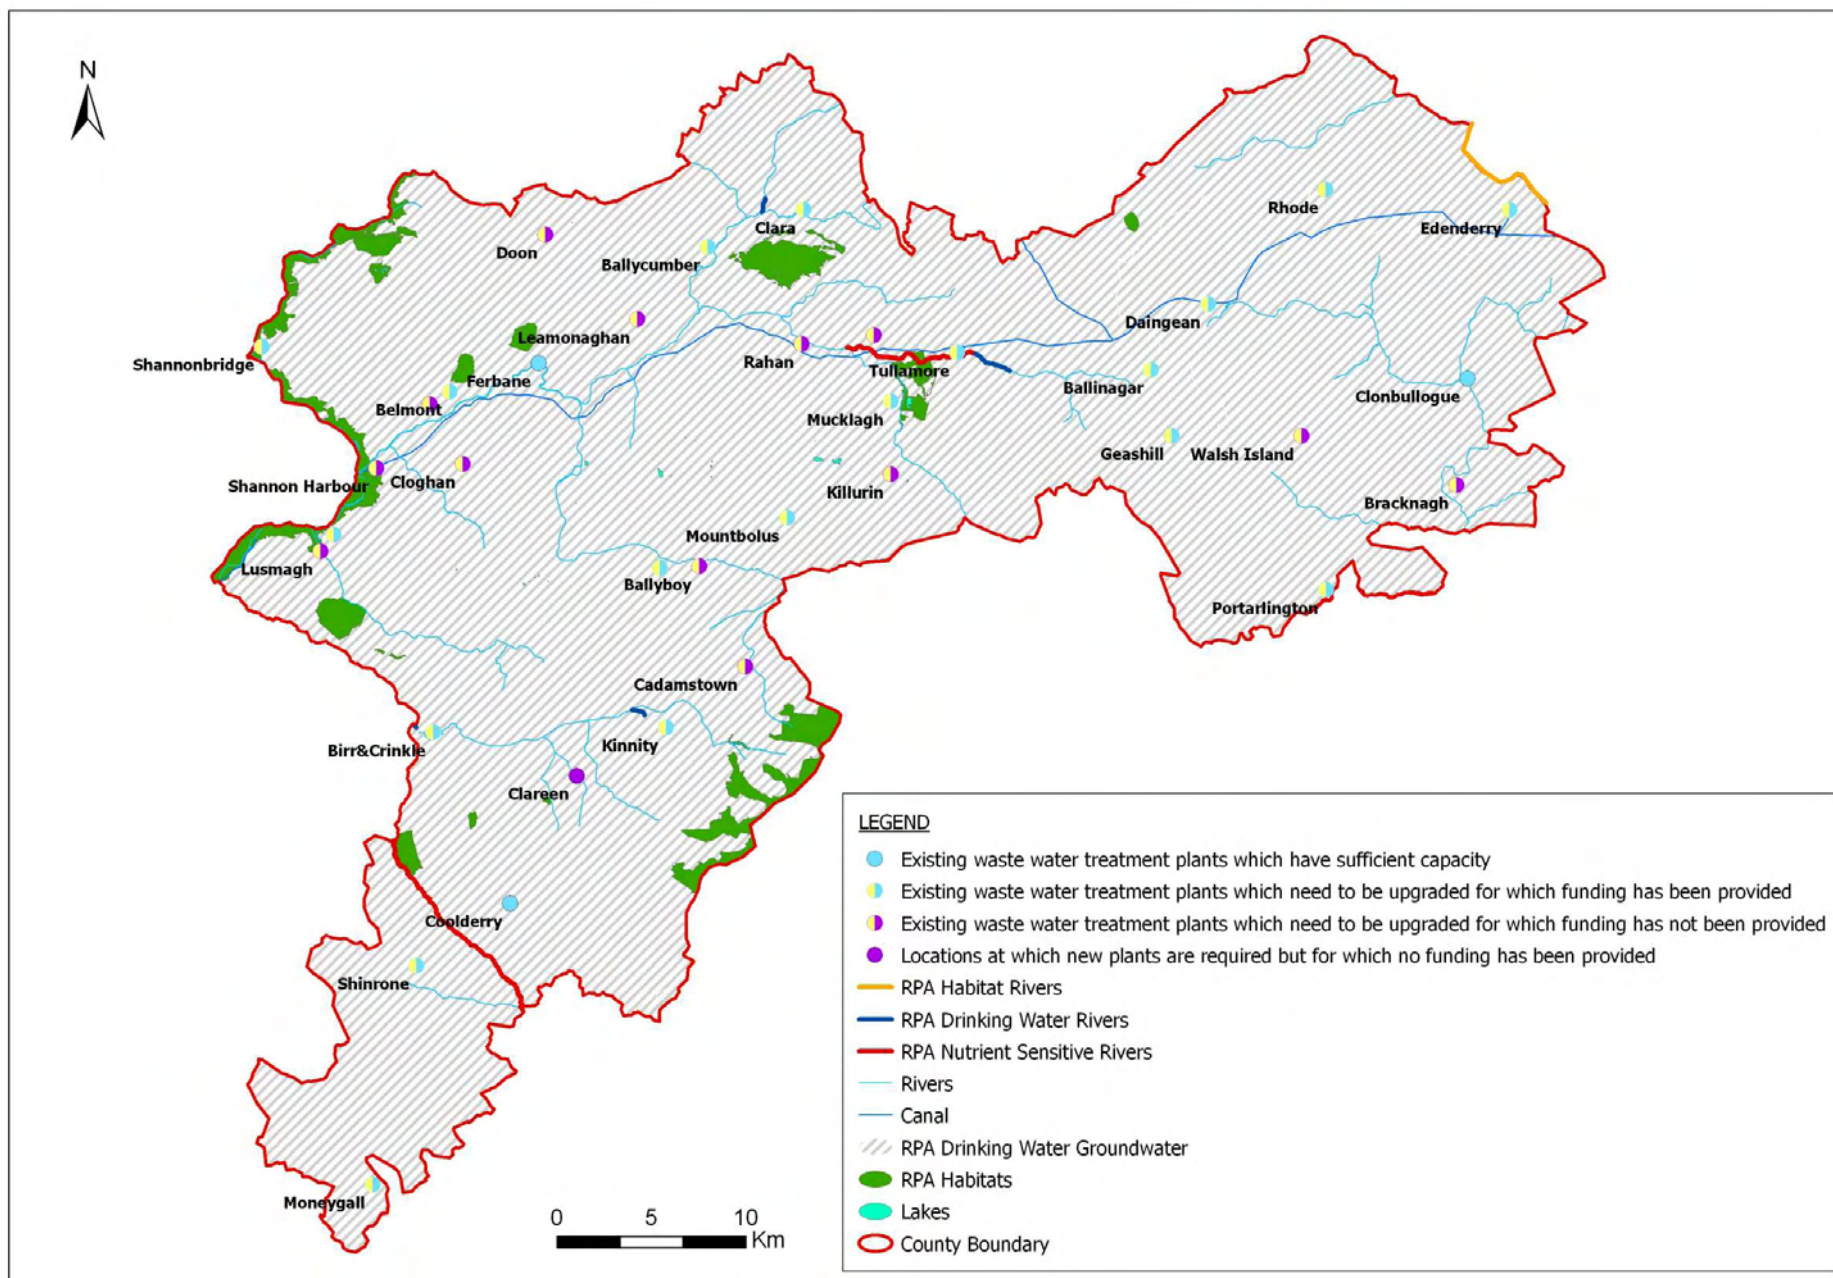 N
Clara
Rhode
Edenderry
Doon
Ballycumber
Daingean
Leamonaghan
Shannonbridge
Rahan
Tullamore
Ferbane
Ballinagar
Clonbullogue
Belmont
Mucklagh
Geashill
Walsh Island
Shannon Harbour
Cloghan
Killurin
Bracknagh
Mountbolus
Lusmagh
Ballyboy
Portarlington
Cadamstown
Birr&Crinkle
Kinnity
Clareen
Coolderry
Shinrone
Moneygall
0 5 10
Km
LEGEND
Existing waste water treatment plants which have sufficient capacity
Existing waste water treatment plants which need to be upgraded for which funding has been provided
Existing waste water treatment plants which need to be upgraded for which funding has not been provided
Locations at which new plants are required but for which no funding has been provided
RPA Habitat Rivers
RPA Drinking Water Rivers
RPA Nutrient Sensitive Rivers
Rivers
Canal
RPA Drinking Water Groundwater
RPA Habitats
Lakes
County Boundary